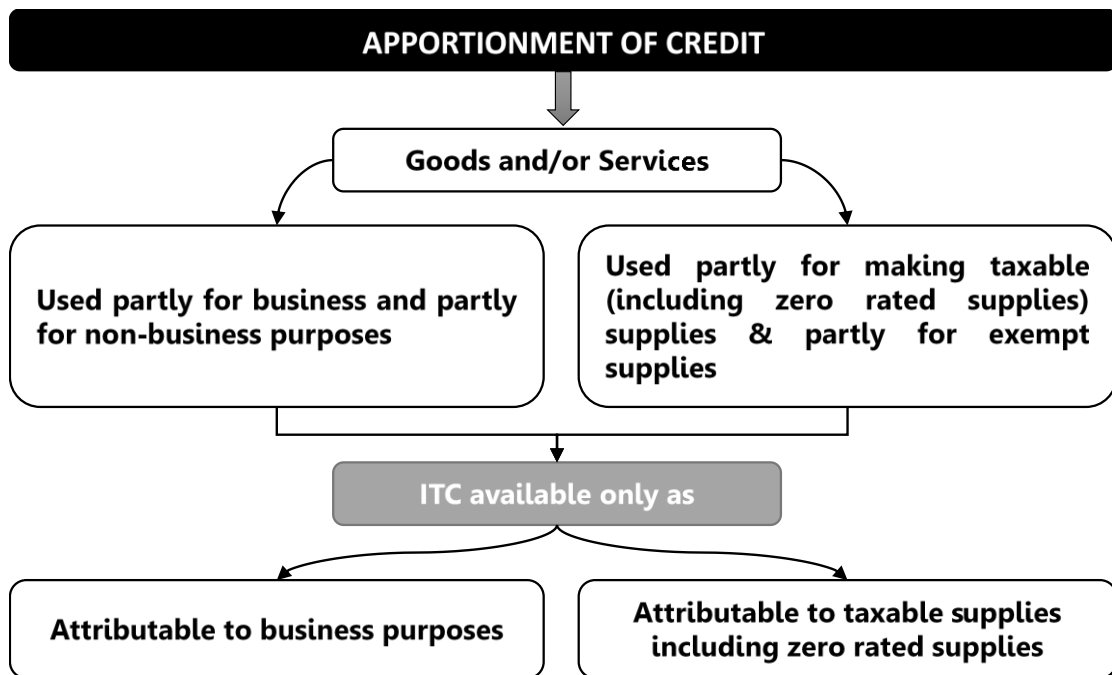 APPORTIONMENT OF CREDIT
Goods and/or Services
Used partly for business and partly
for non-business purposes
Used partly for making taxable
(including zero rated supplies)
supplies & partly for exempt
supplies
ITC available only as
Attributable to business purposes
Attributable to taxable supplies
including zero rated supplies